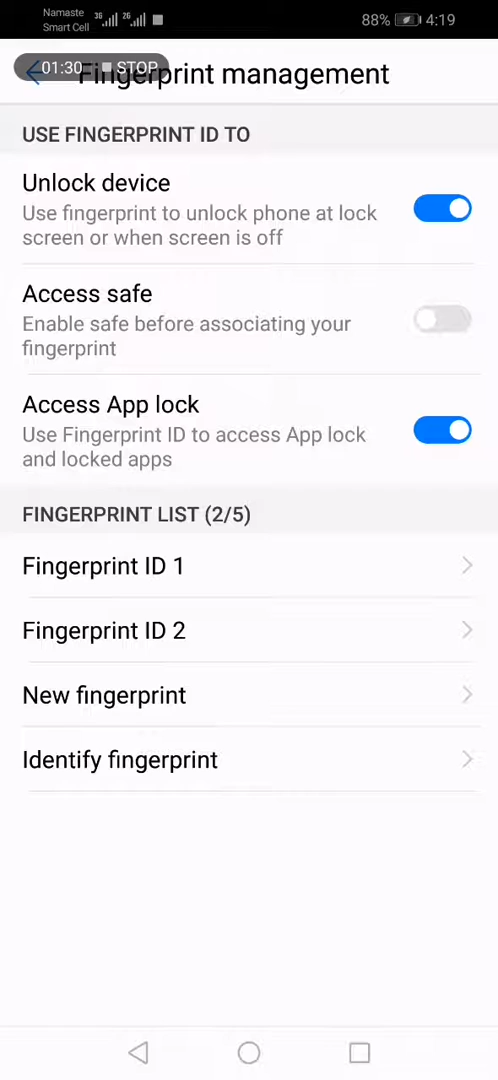 Namaste
Smart Cell
3G
2G
88%
4:19
01:30
STOP
Fingerprint management
USE FINGERPRINT ID TO
Unlock device
Use fingerprint to unlock phone at lock
screen or when screen is off
Access safe
Enable safe before associating your
fingerprint
Access App lock
Use Fingerprint ID to access App lock
and locked apps
FINGERPRINT LIST (2/5)
Fingerprint ID 1
Fingerprint ID 2
New fingerprint
Identify fingerprint